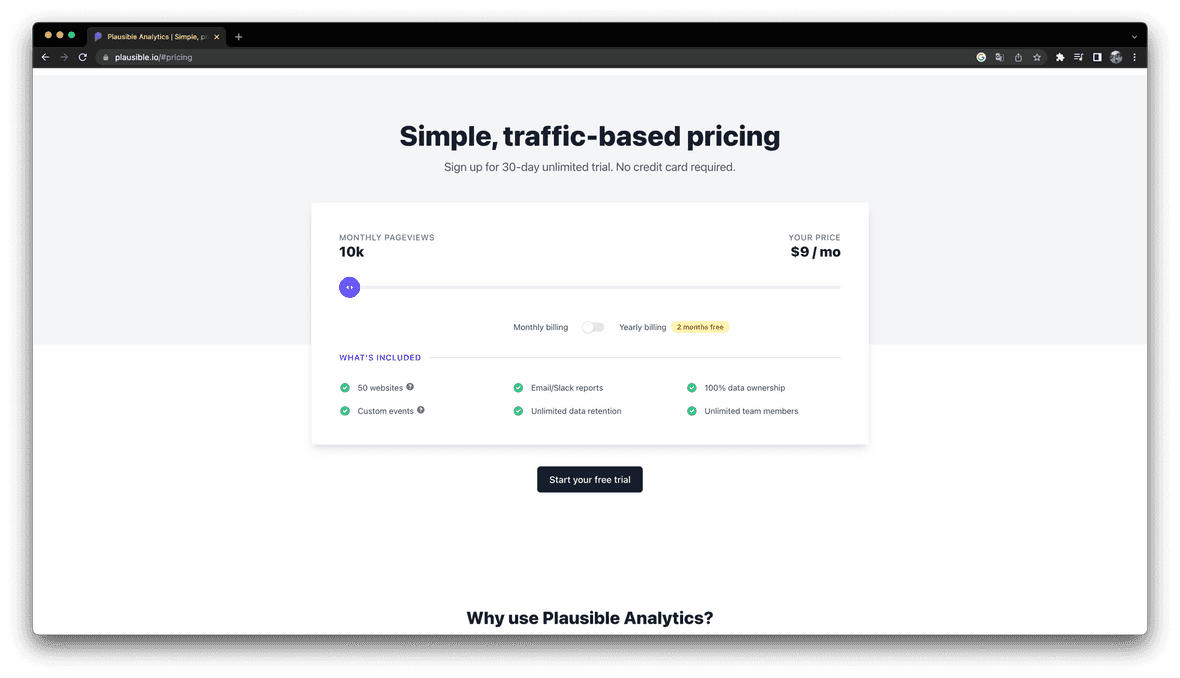 Plausible Analytics | Simple, pr
plausible.io/#pricing
Simple, traffic-based pricing
Sign up for 30-day unlimited trial. No credit card required.
MONTHLY PAGEVIEWS
YOUR PRICE
10k
$9 / mo
Monthly billing
Yearly billing
2 months free
WHAT'S INCLUDED
50 websites
Email/Slack reports
100% data ownership
Custom events
Unlimited data retention
Unlimited team members
Start your free trial
Why use Plausible Analytics?